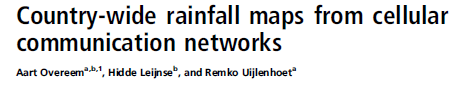 Country-wide rainfall maps from cellular
communication networks
Aart Overeemᵃ,ᵇ,¹, Hidde Leijnseᵇ, and Remko Uijlenhoetᵃ